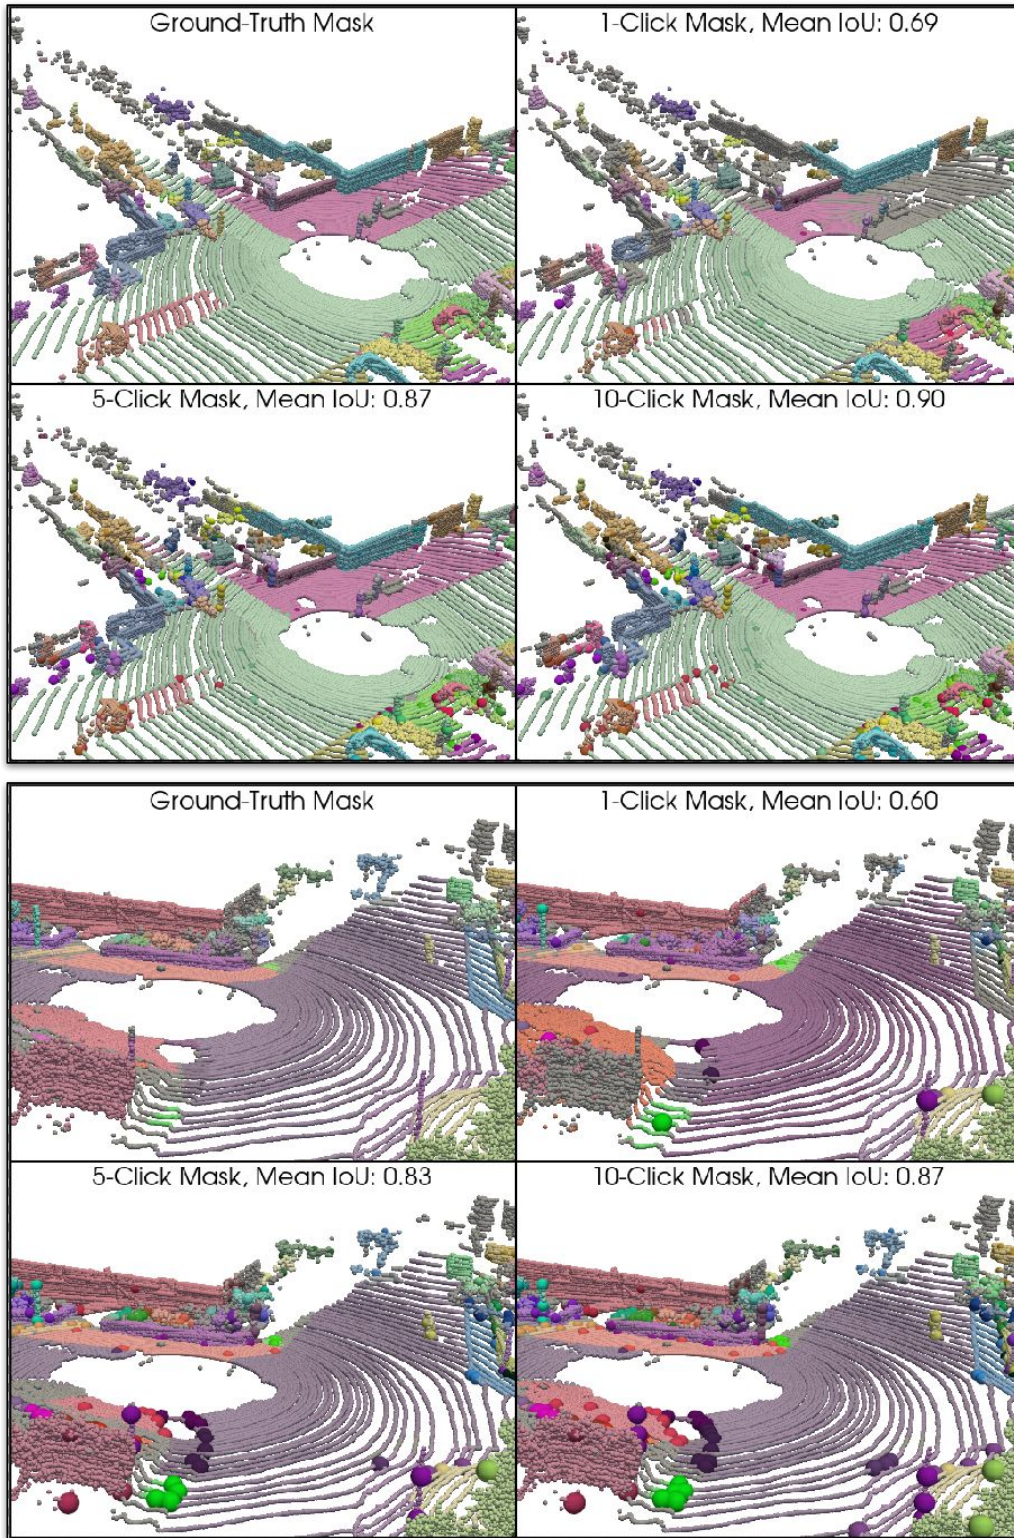 Ground-Truth Mask
1-Click Mask, Mean IoU: 0.69
5-Click Mask, Mean IoU: 0.87
10-Click Mask, Mean IoU: 0.90
Ground-Truth Mask
1-Click Mask, Mean IoU: 0.60
5-Click Mask, Mean IoU: 0.83
10-Click Mask, Mean IoU: 0.87